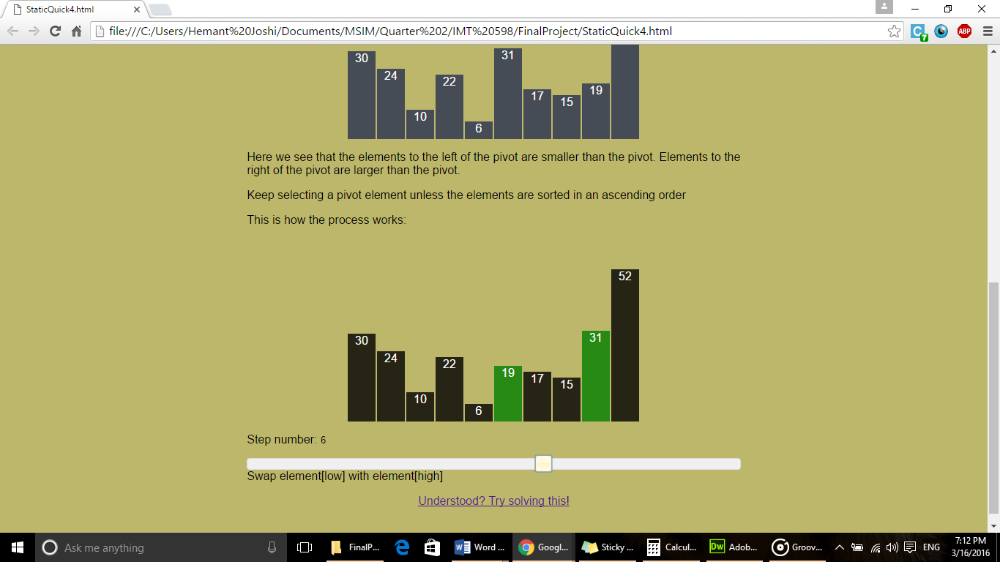 StaticQuick4.html
file:///C:/Users/Hemant%20Joshi/Documents/MSIM/Quarter%202/IMT%20598/FinalProject/StaticQuick4.html
C
7
ABP
30
24
10
22
6
31
17
15
19
Here we see that the elements to the left of the pivot are smaller than the pivot. Elements to the
right of the pivot are larger than the pivot.
Keep selecting a pivot element unless the elements are sorted in an ascending order
This is how the process works:
30
24
10
22
6
19
17
15
31
52
Step number: 6
Swap element[low] with element[high]
Understood? Try solving this!
Ask me anything
FinalP...
Word ...
Googl...
Sticky ...
Calcul...
Dw
Adob...
Groov...
ENG
7:12 PM
3/16/2016